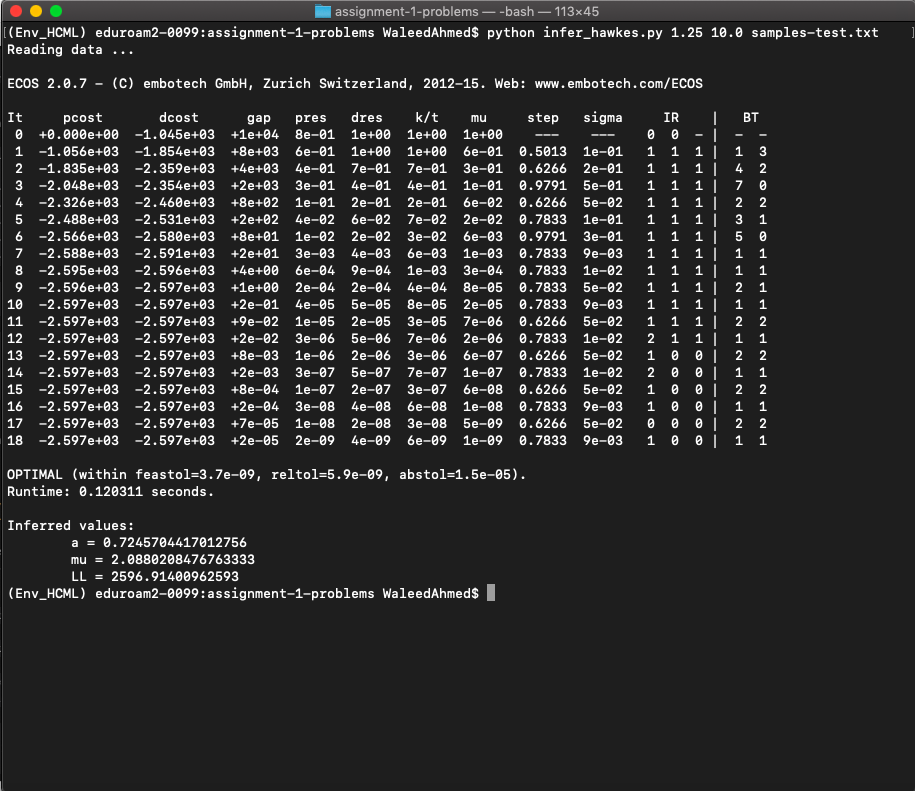 assignment-1-problems — -bash — 113×45
(Env_HCML) eduroam2-0099:assignment-1-problems WaleedAhmed$ python infer_hawkes.py 1.25 10.0 samples-test.txt
Reading data ...
ECOS 2.0.7 - (C) embotech GmbH, Zurich Switzerland, 2012-15. Web: www.embotech.com/ECOS
It pcost dcost gap pres dres k/t mu step sigma IR | BT
0 +0.000e+00 -1.045e+03 +1e+04 8e-01 1e+00 1e+00 1e+00 --- --- 0 0 - | - -
1 -1.056e+03 -1.854e+03 +8e+03 6e-01 1e+00 1e+00 6e-01 0.5013 1e-01 1 1 1 | 1 3
2 -1.835e+03 -2.359e+03 +4e+03 4e-01 7e-01 7e-01 3e-01 0.6266 2e-01 1 1 1 | 4 2
3 -2.048e+03 -2.354e+03 +2e+03 3e-01 4e-01 4e-01 1e-01 0.9791 5e-01 1 1 1 | 7 0
4 -2.326e+03 -2.460e+03 +8e+02 1e-01 2e-01 2e-01 6e-02 0.6266 5e-02 1 1 1 | 2 2
5 -2.488e+03 -2.531e+03 +2e+02 4e-02 6e-02 7e-02 2e-02 0.7833 1e-01 1 1 1 | 3 1
6 -2.566e+03 -2.580e+03 +8e+01 1e-02 2e-02 3e-02 6e-03 0.9791 3e-01 1 1 1 | 5 0
7 -2.588e+03 -2.591e+03 +2e+01 3e-03 4e-03 6e-03 1e-03 0.7833 9e-03 1 1 1 | 1 1
8 -2.595e+03 -2.596e+03 +4e+00 6e-04 9e-04 1e-03 3e-04 0.7833 1e-02 1 1 1 | 1 1
9 -2.596e+03 -2.597e+03 +1e+00 2e-04 2e-04 4e-04 8e-05 0.7833 5e-02 1 1 1 | 2 1
10 -2.597e+03 -2.597e+03 +2e-01 4e-05 5e-05 8e-05 2e-05 0.7833 9e-03 1 1 1 | 1 1
11 -2.597e+03 -2.597e+03 +9e-02 1e-05 2e-05 3e-05 7e-06 0.6266 5e-02 1 1 1 | 2 2
12 -2.597e+03 -2.597e+03 +2e-02 3e-06 5e-06 7e-06 2e-06 0.7833 1e-02 2 1 1 | 1 1
13 -2.597e+03 -2.597e+03 +8e-03 1e-06 2e-06 3e-06 6e-07 0.6266 5e-02 1 0 0 | 2 2
14 -2.597e+03 -2.597e+03 +2e-03 3e-07 5e-07 7e-07 1e-07 0.7833 1e-02 2 0 0 | 1 1
15 -2.597e+03 -2.597e+03 +8e-04 1e-07 2e-07 3e-07 6e-08 0.6266 5e-02 1 0 0 | 2 2
16 -2.597e+03 -2.597e+03 +2e-04 3e-08 4e-08 6e-08 1e-08 0.7833 9e-03 1 0 0 | 1 1
17 -2.597e+03 -2.597e+03 +7e-05 1e-08 2e-08 3e-08 5e-09 0.6266 5e-02 0 0 0 | 2 2
18 -2.597e+03 -2.597e+03 +2e-05 2e-09 4e-09 6e-09 1e-09 0.7833 9e-03 1 0 0 | 1 1
OPTIMAL (within feastol=3.7e-09, reltol=5.9e-09, abstol=1.5e-05).
Runtime: 0.120311 seconds.
Inferred values:
a = 0.7245704417012756
mu = 2.0880208476763333
LL = 2596.91400962593
(Env_HCML) eduroam2-0099:assignment-1-problems WaleedAhmed$